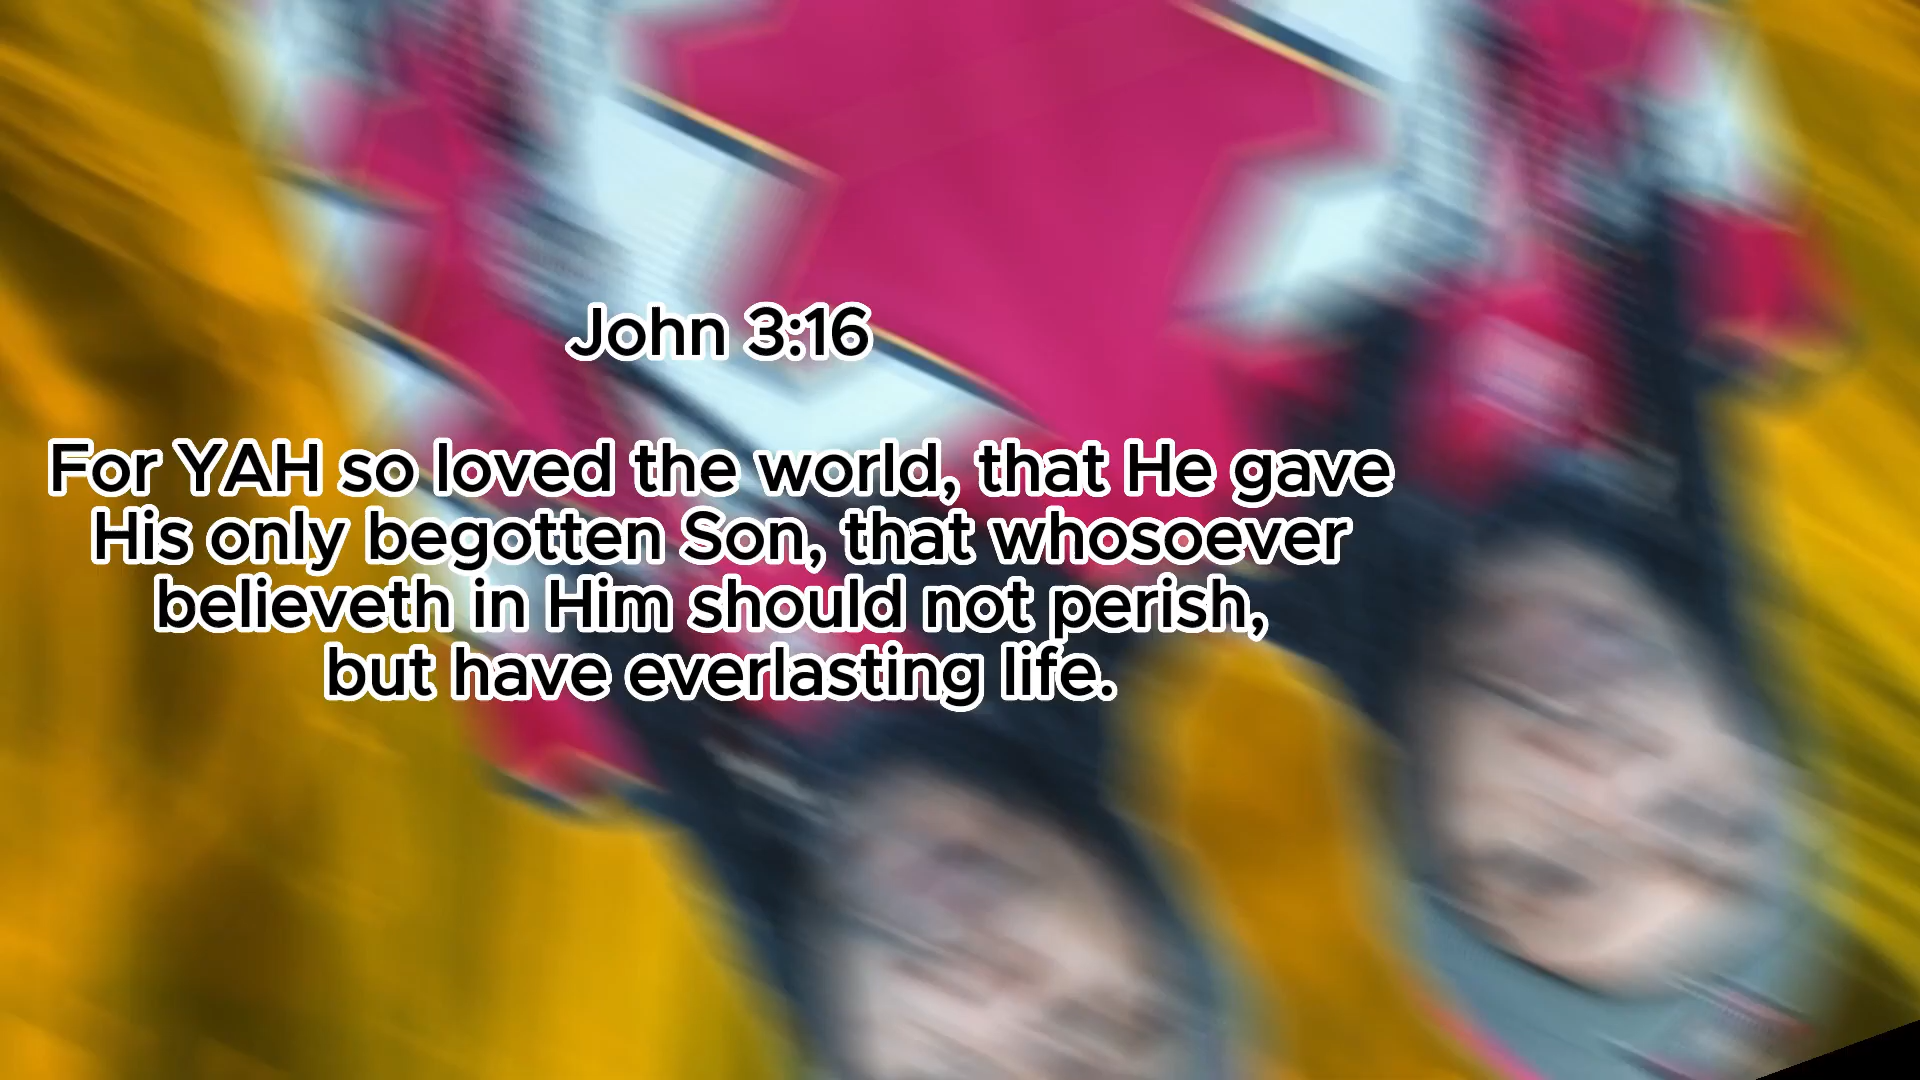 John 3:16
For YAH so loved the world, that He gave
His only begotten Son, that whosoever
believeth in Him should not perish,
but have everlasting life.